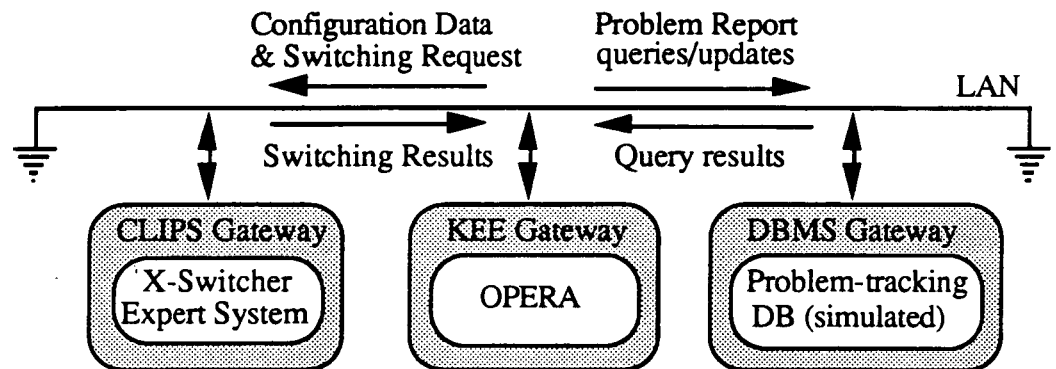 Configuration Data
& Switching Request
Problem Report
queries/updates
LAN
Switching Results
Query results
CLIPS Gateway
X-Switcher
Expert System
KEE Gateway
OPERA
DBMS Gateway
Problem-tracking
DB (simulated)